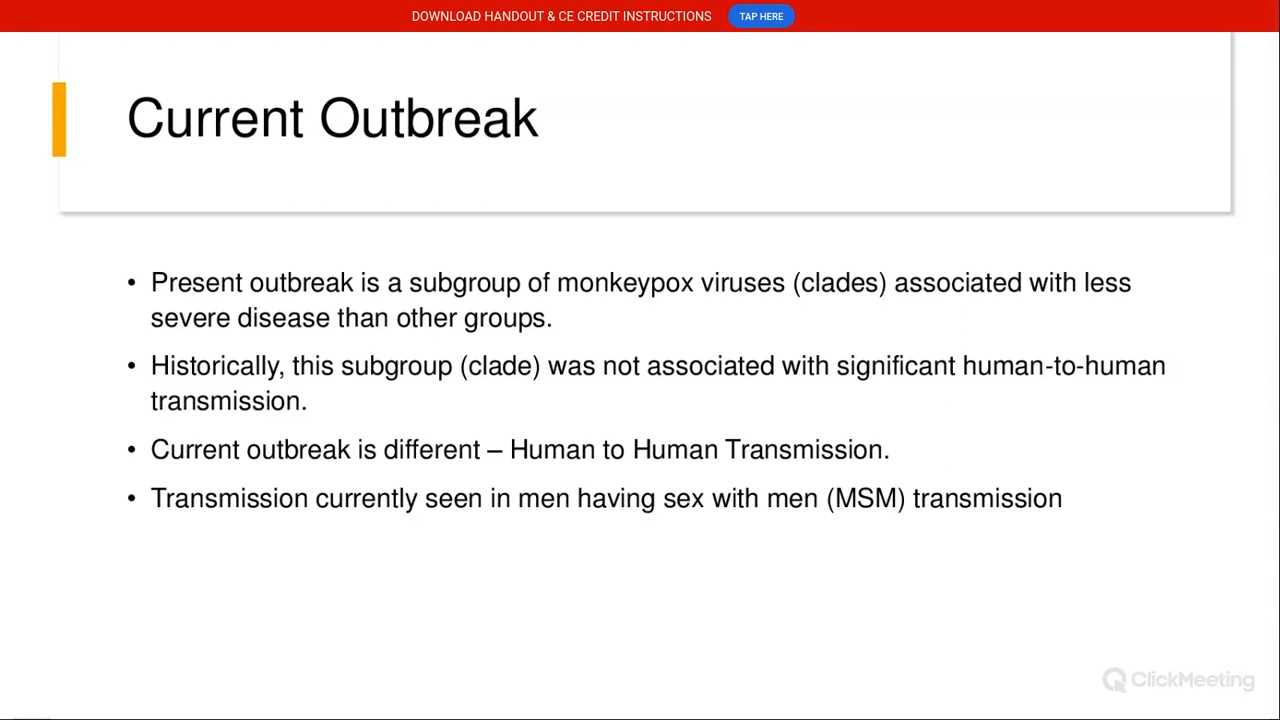 DOWNLOAD HANDOUT & CE CREDIT INSTRUCTIONS TAP HERE
Current Outbreak
• Present outbreak is a subgroup of monkeypox viruses (clades) associated with less
severe disease than other groups.
• Historically, this subgroup (clade) was not associated with significant human-to-human
transmission.
• Current outbreak is different – Human to Human Transmission.
• Transmission currently seen in men having sex with men (MSM) transmission
ClickMeeting